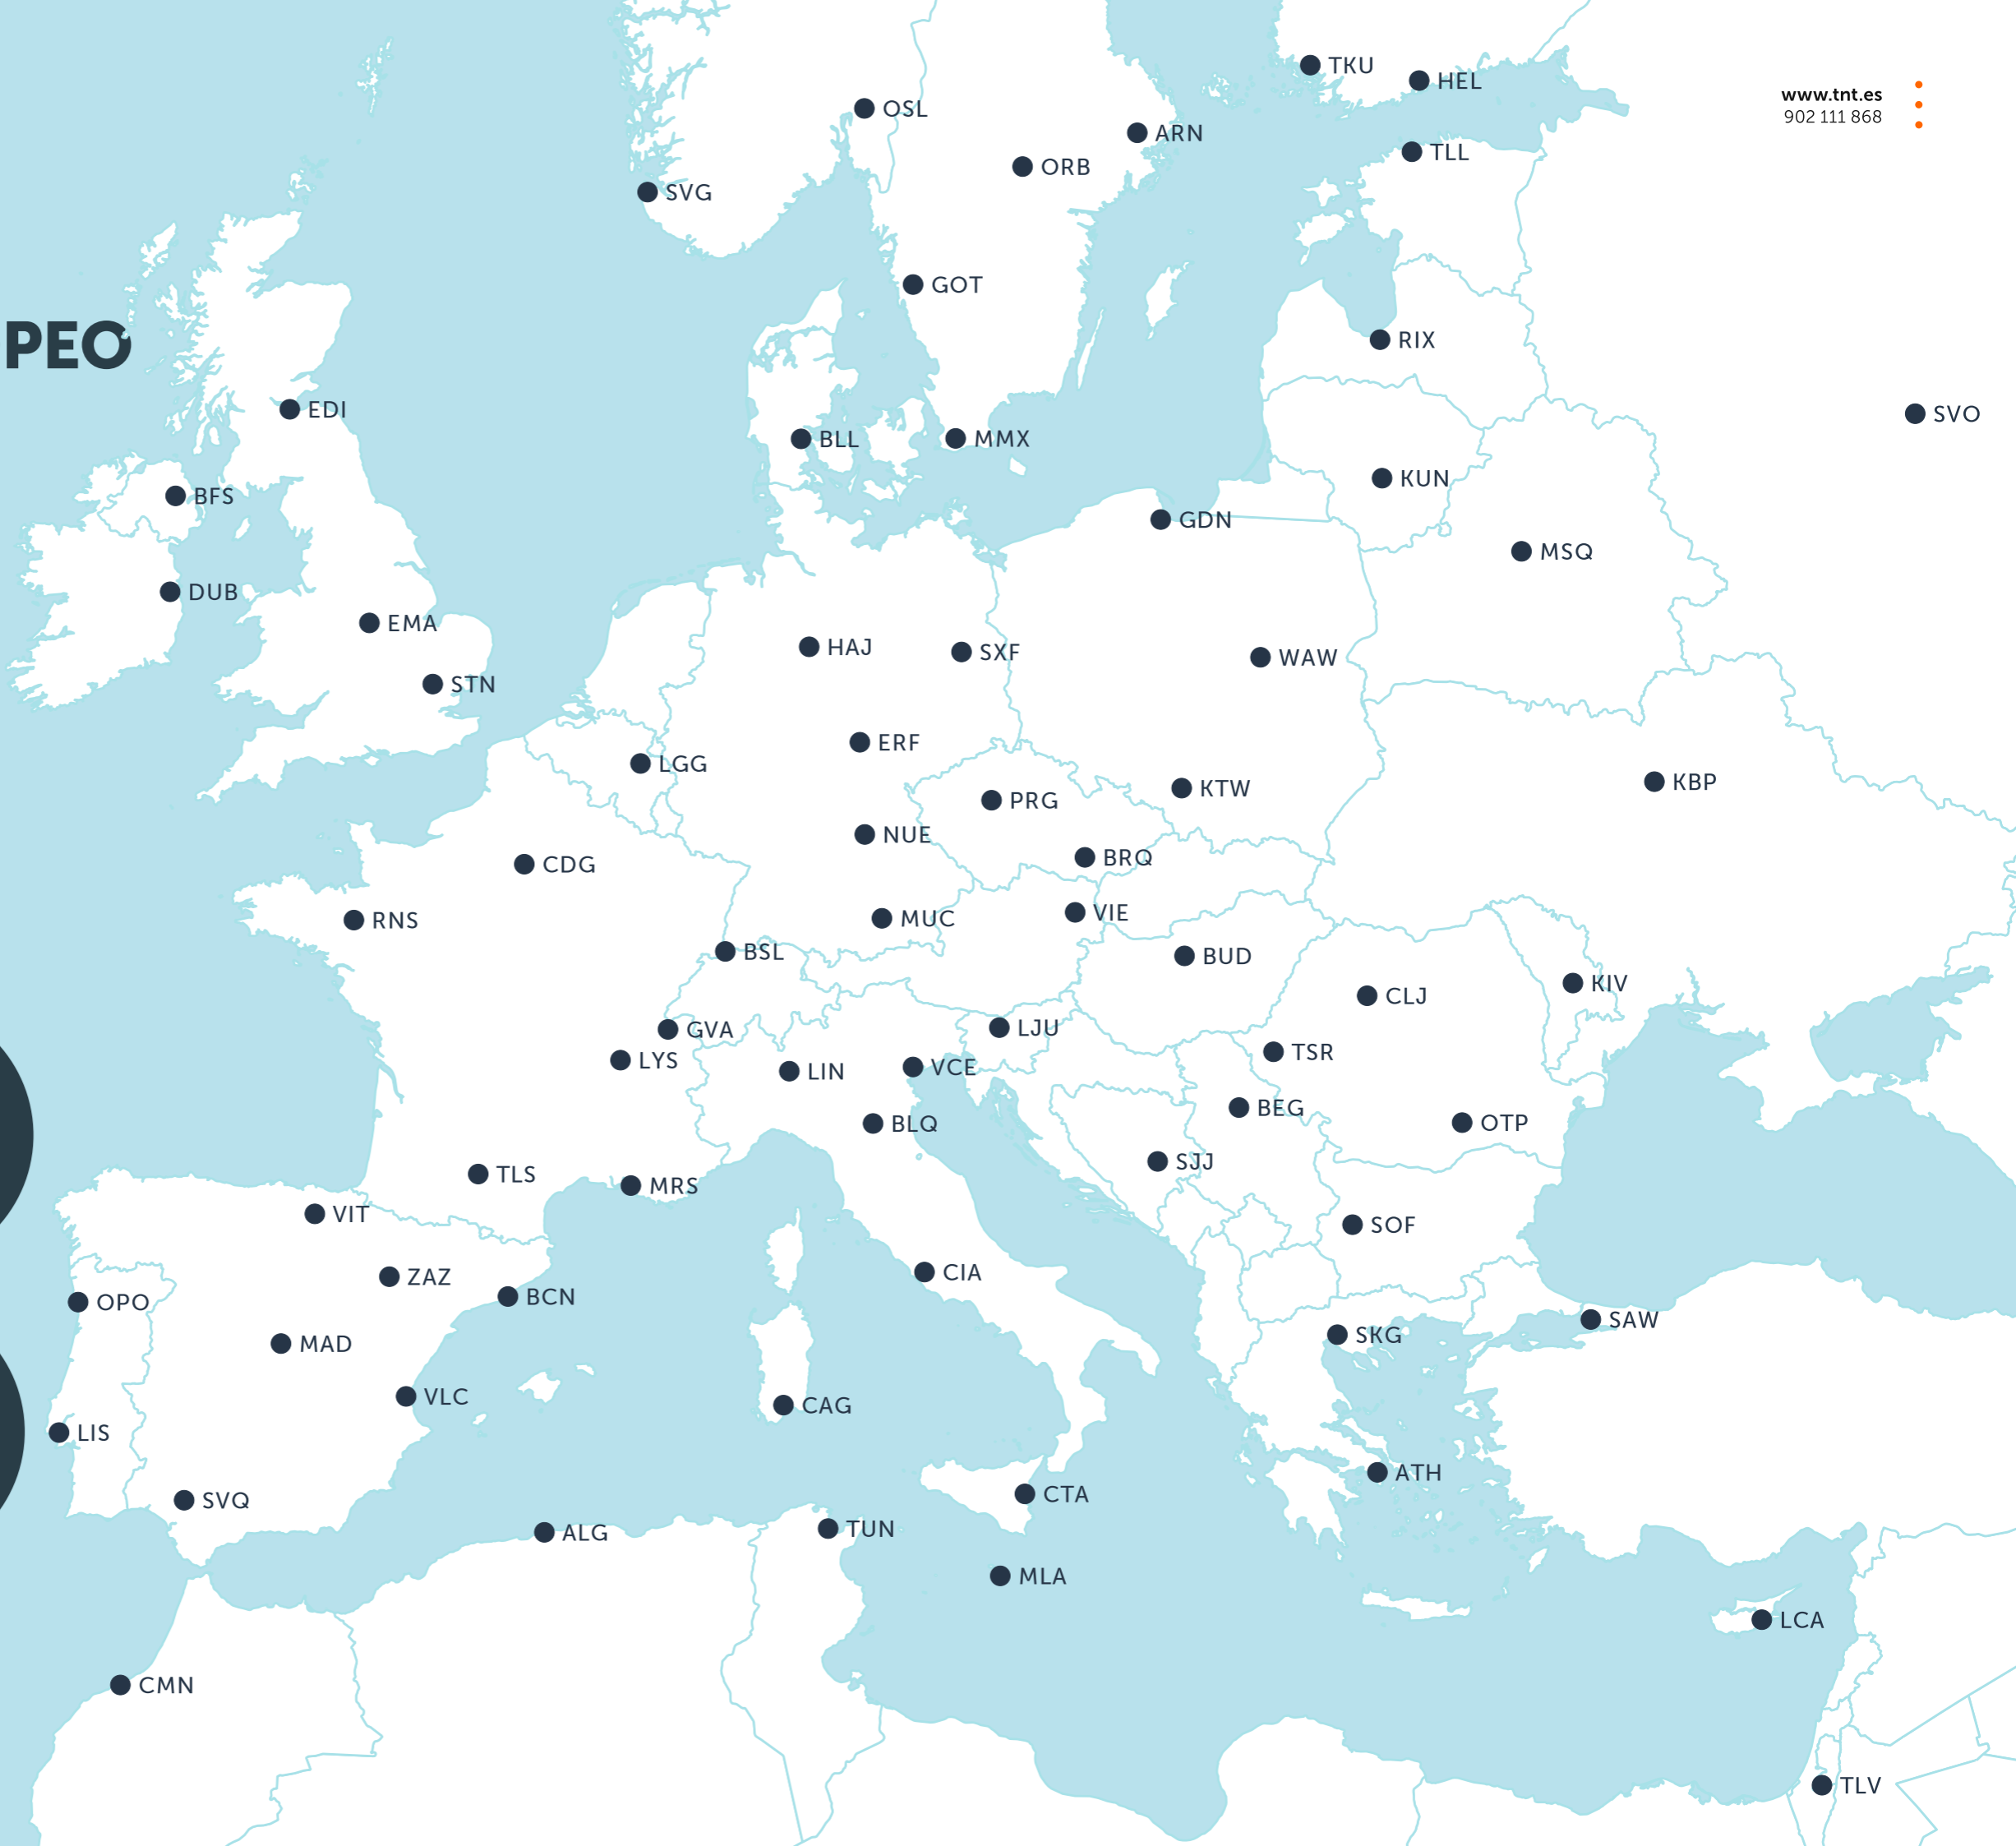 TKU
HEL
www.tnt.es
902 111 868
OSL
ARN
TLL
ORB
SVG
GOT
PEO
RIX
EDI
SVO
BLL
MMX
KUN
BFS
GDN
MSQ
DUB
EMA
HAJ
SXF
WAW
STN
ERF
LGG
KBP
KTW
PRG
NUE
BRQ
CDG
VIE
MUC
RNS
BSL
BUD
KIV
CLJ
LJU
GVA
TSR
LYS
VCE
LIN
BEG
BLQ
OTP
SJJ
TLS
MRS
VIT
SOF
CIA
ZAZ
BCN
OPO
SAW
SKG
MAD
VLC
CAG
LIS
ATH
CTA
SVQ
TUN
ALG
MLA
LCA
CMN
TLV